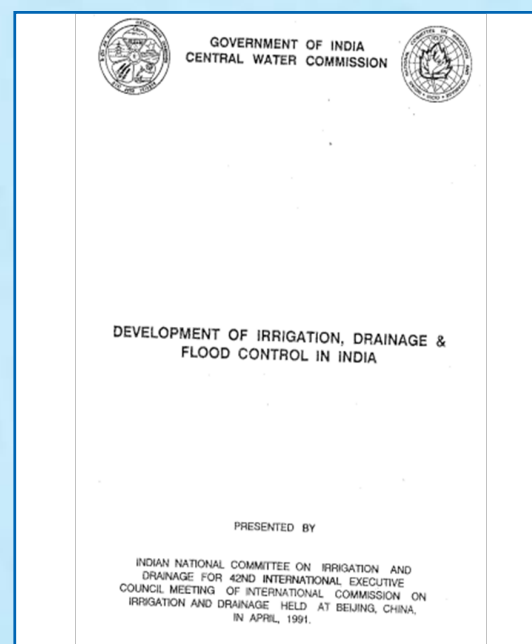 GOVERNMENT OF INDIA
CENTRAL WATER COMMISSION
DEVELOPMENT OF IRRIGATION, DRAINAGE &
FLOOD CONTROL IN INDIA
PRESENTED BY
INDIAN NATIONAL COMMITTEE ON IRRIGATION AND
DRAINAGE FOR 42ND INTERNATIONAL EXECUTIVE
COUNCIL MEETING OF INTERNATIONAL COMMISSION ON
IRRIGATION AND DRAINAGE HELD AT BEIJING, CHINA,
IN APRIL, 1991.